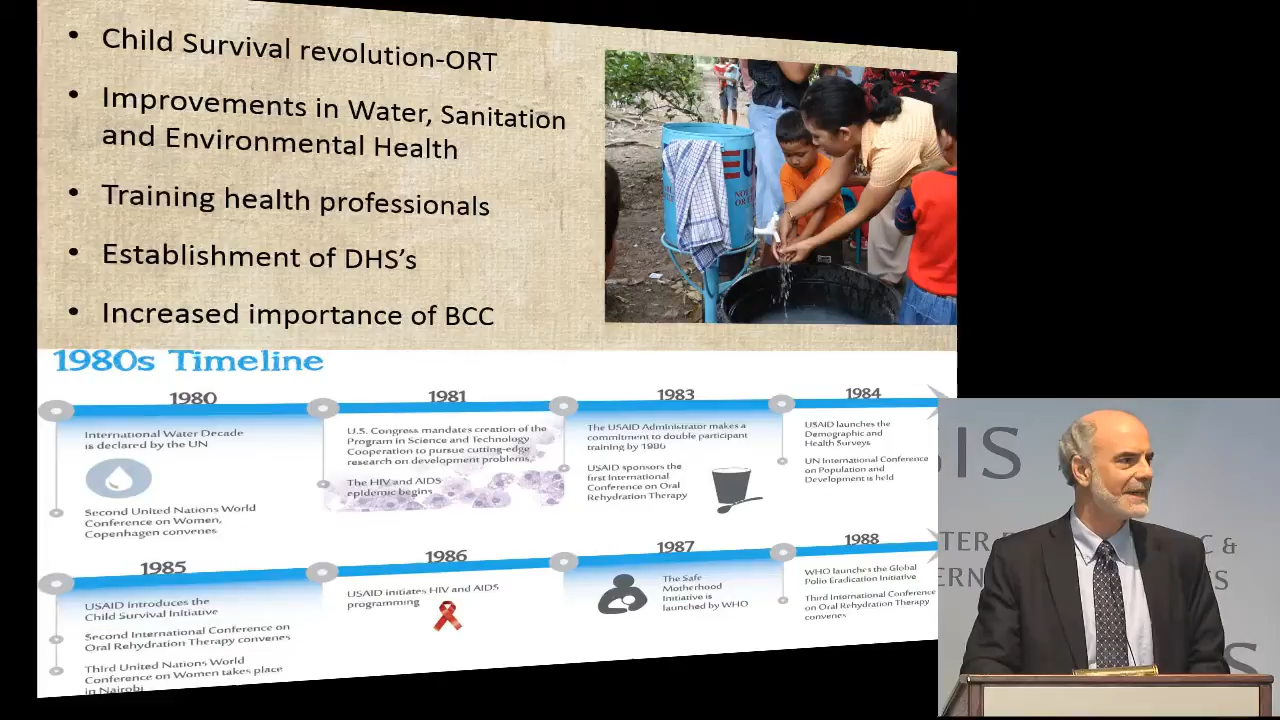 • Child Survival revolution-ORT
• Improvements in Water, Sanitation
and Environmental Health
• Training health professionals
• Establishment of DHS's
• Increased importance of BCC
1980s Timeline
1980
International Water Decade
is declared by the UN
Second United Nations World
Conference on Women,
Copenhagen convenes
1981
U.S. Congress mandates creation of the
Program in Science and Technology
Cooperation to pursue cutting-edge
research on development problems.
The HIV and AIDS
epidemic begins
1983
The USAID Administrator makes a
commitment to double participant
training by 1986
USAID sponsors the
first International
Conference on Oral
Rehydration Therapy
1984
USAID launches the
Demographic and
Health Surveys
UN International Conference
on Population and
Development is held
1985
USAID introduces the
Child Survival Initiative
Second International Conference on
Oral Rehydration Therapy convenes
Third United Nations World
Conference on Women takes place
in Nairobi
1986
USAID initiates HIV and AIDS
programming
1987
The Safe
Motherhood
Initiative is
launched by WHO
1988
WHO launches the Global
Polio Eradication Initiative
Third International Conference
on Oral Rehydration Therapy
convenes
SIS
TER
C &
ERN
S
S